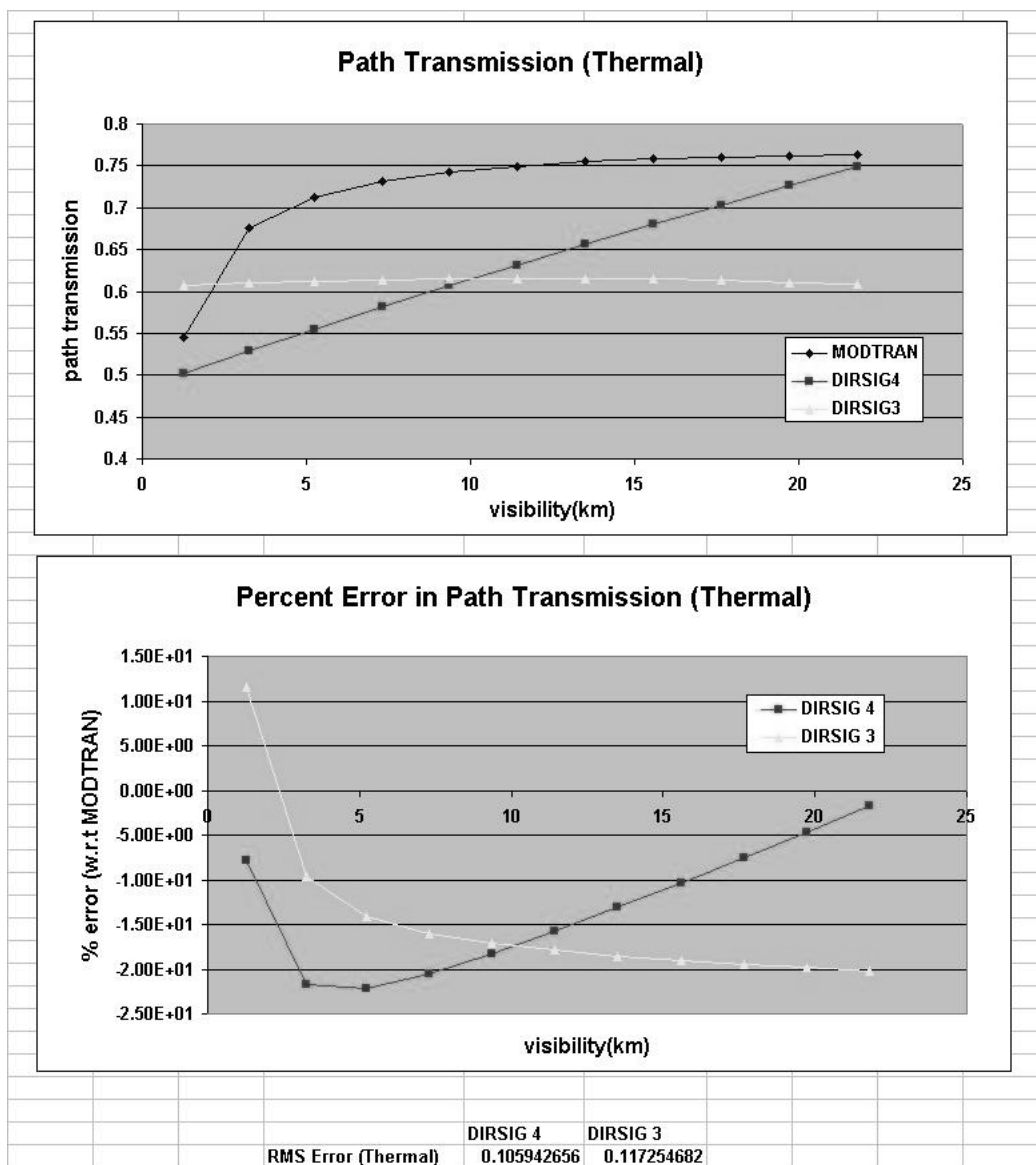 Path Transmission (Thermal)
0.8
0.75
0.7
0.65
0.6
0.55
0.5
0.45
0.4
path transmission
0
5
10
15
20
25
visibility(km)
MODTRAN
DIRSIG4
DIRSIG3
Percent Error in Path Transmission (Thermal)
1.50E+01
1.00E+01
5.00E+00
0.00E+00
-5.00E+00
-1.00E+01
-1.50E+01
-2.00E+01
-2.50E+01
% error (w.r.t MODTRAN)
0
5
10
15
20
25
visibility(km)
DIRSIG 4
DIRSIG 3
DIRSIG 4 DIRSIG 3
RMS Error (Thermal) 0.105942656 0.117254682